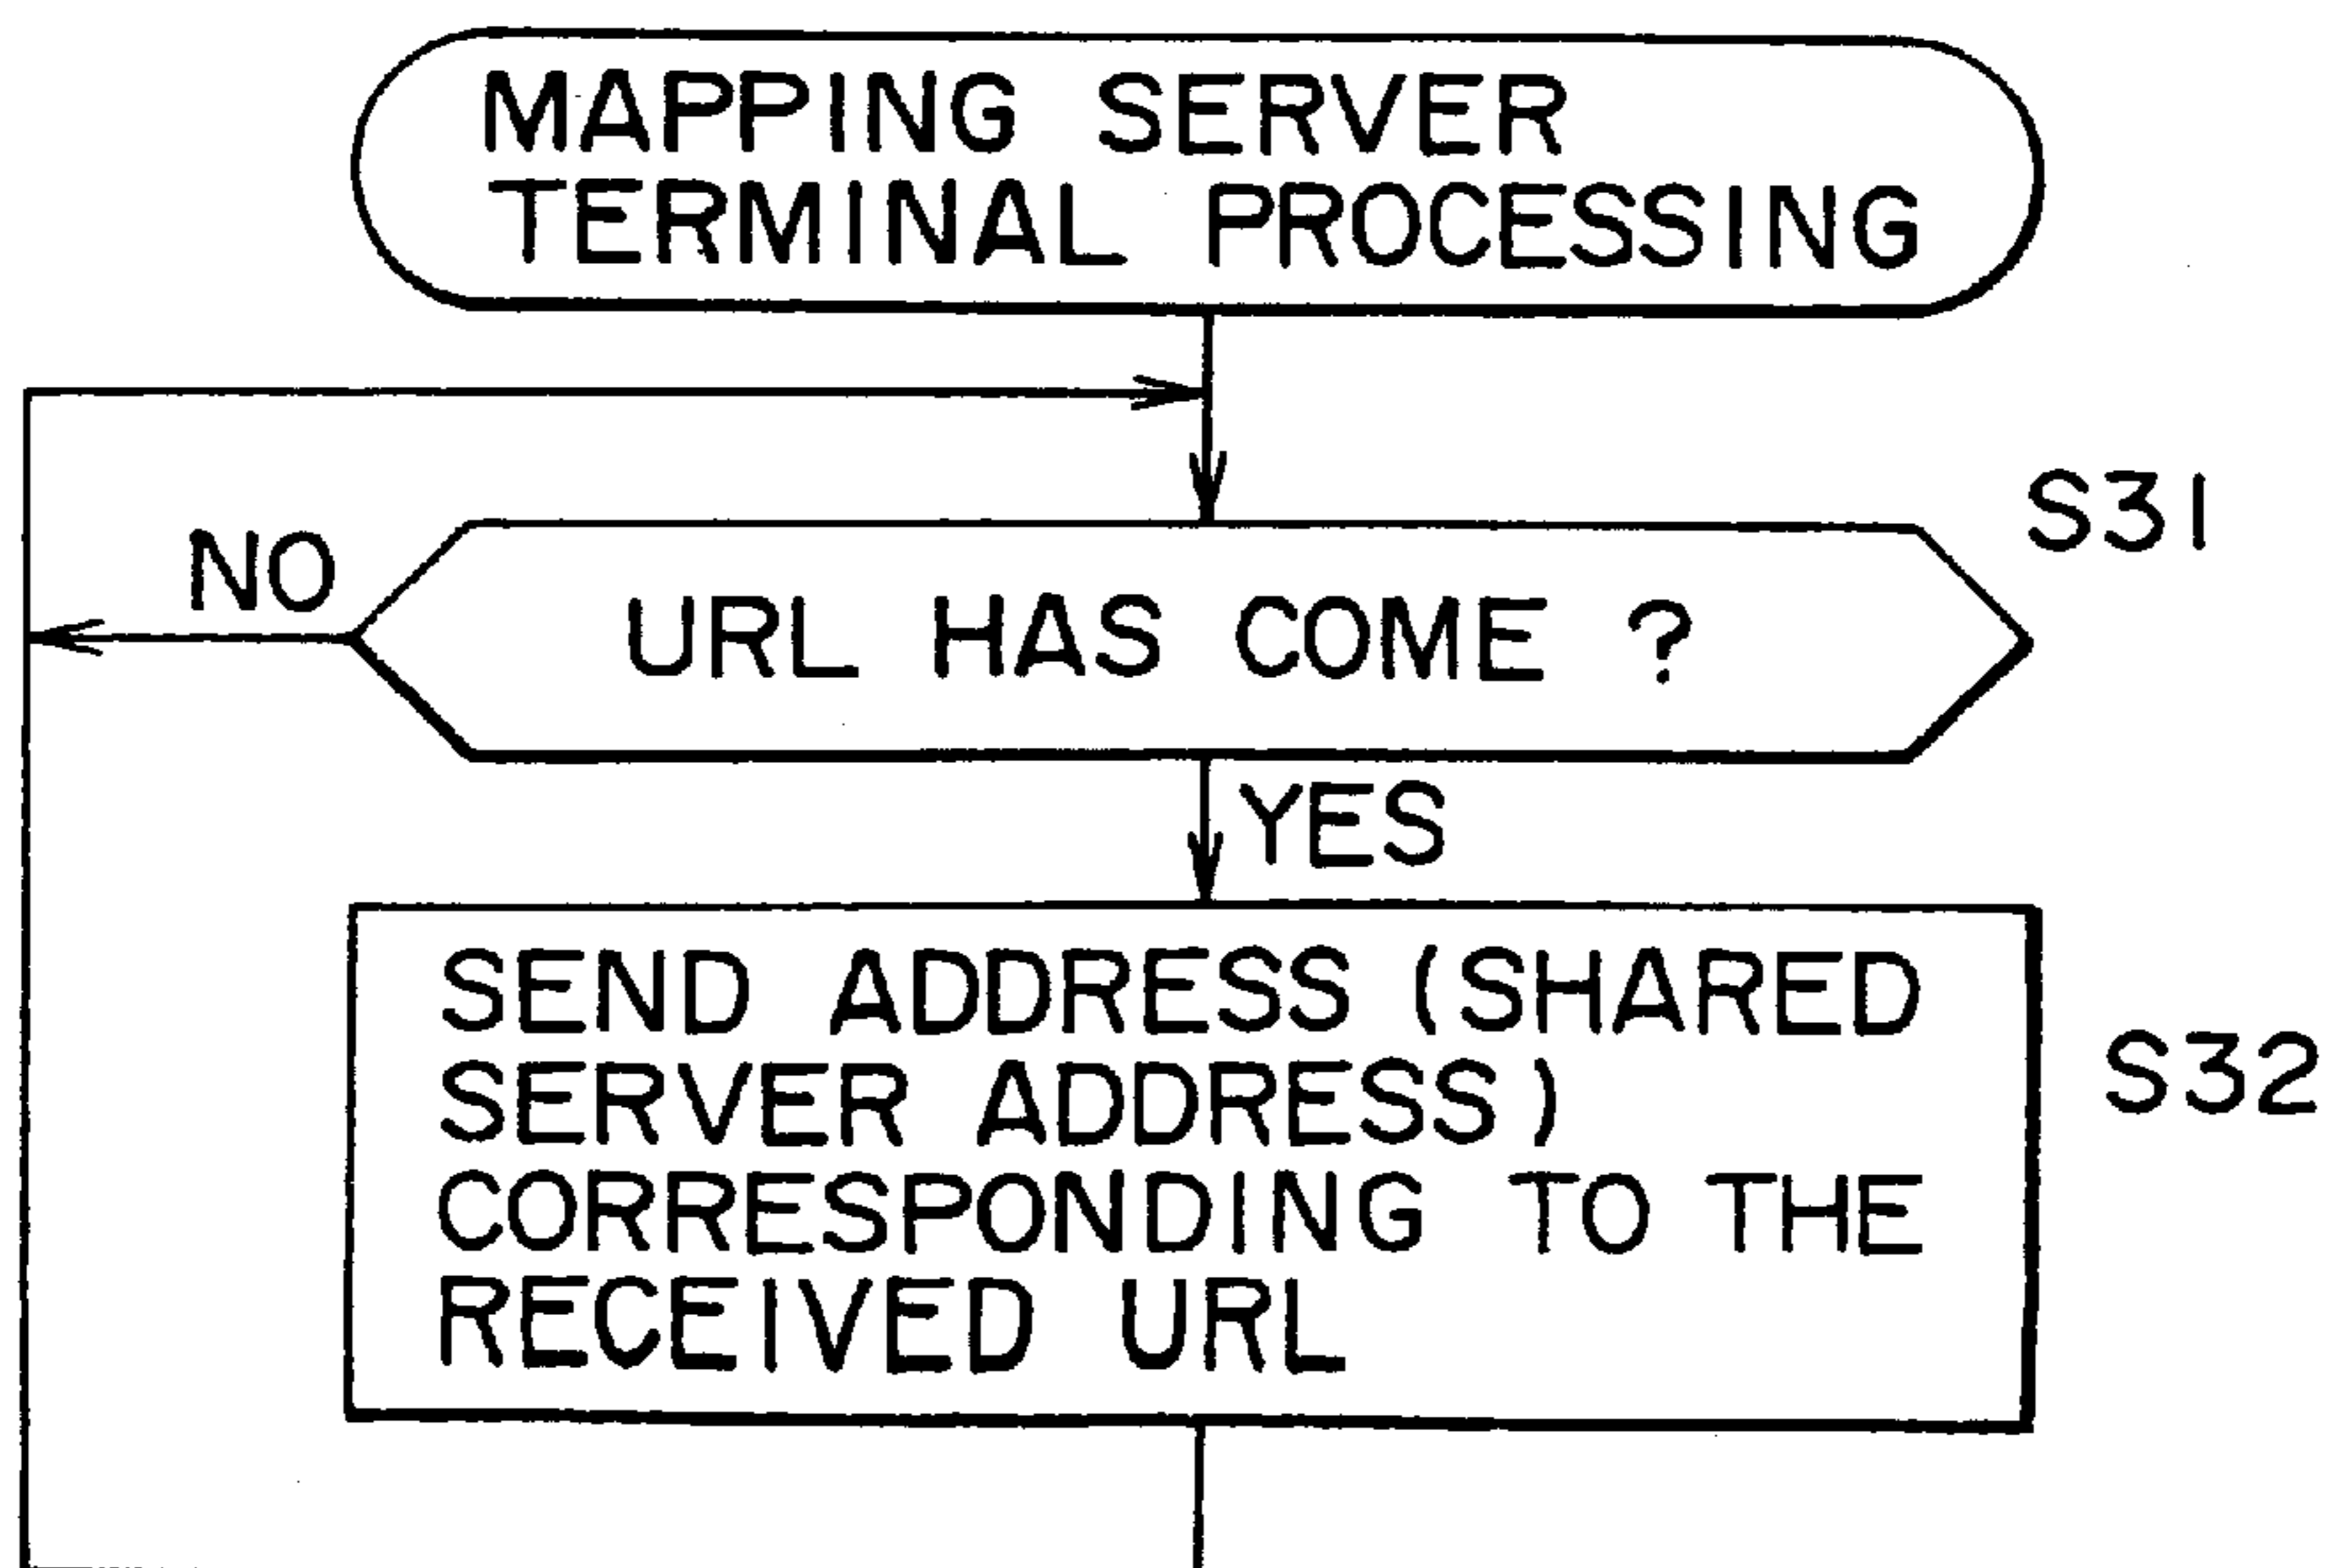 MAPPING SERVER
TERMINAL PROCESSING
S31
NO
URL HAS COME ?
YES
SEND ADDRESS (SHARED
SERVER ADDRESS)
CORRESPONDING TO THE
RECEIVED URL
S32